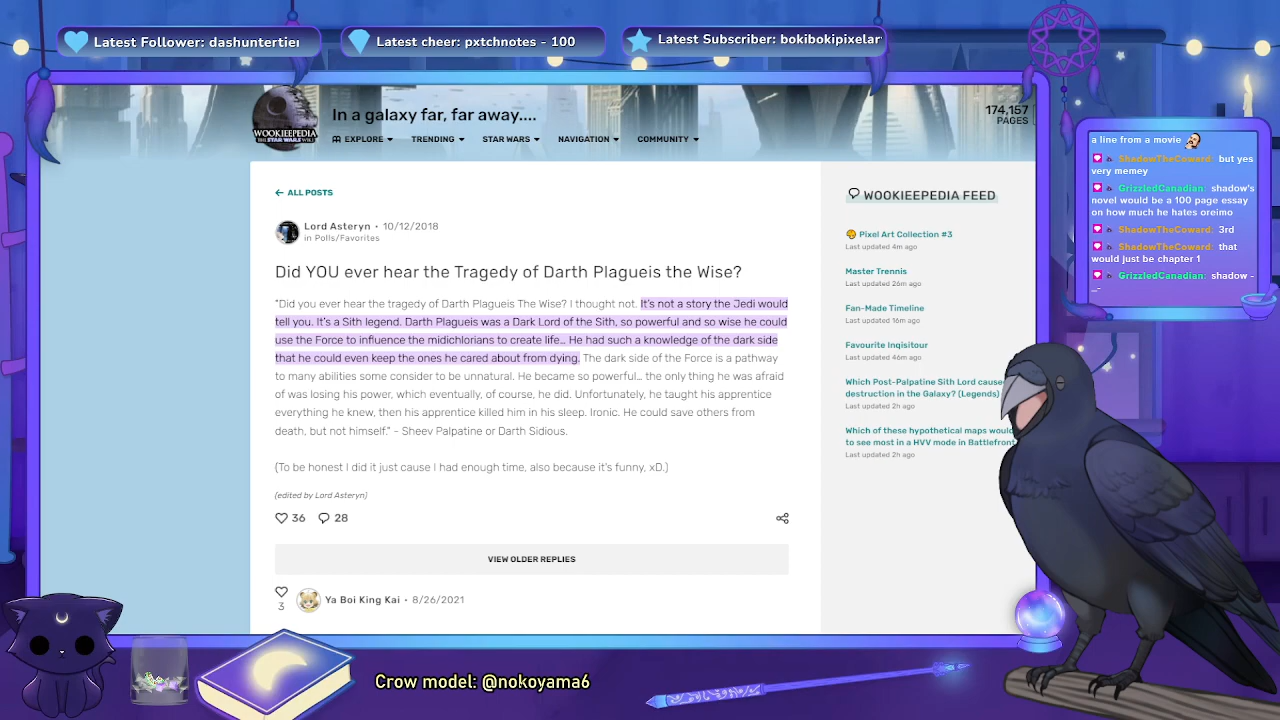 Latest Follower: dashuntertier
Latest cheer: pxtchnotes - 100
Latest Subscriber: bokibokipixelar
WOOKIEEPEDIA
THE STAR WARS WIKI
In a galaxy far, far away....
174,157
PAGES
EXPLORE
TRENDING
STAR WARS
NAVIGATION
COMMUNITY
← ALL POSTS
Lord Asteryn • 10/12/2018
in Polls/Favorites
Did YOU ever hear the Tragedy of Darth Plagueis the Wise?
"Did you ever hear the tragedy of Darth Plagueis The Wise? I thought not. It's not a story the Jedi would
tell you. It's a Sith legend. Darth Plagueis was a Dark Lord of the Sith, so powerful and so wise he could
use the Force to influence the midichlorians to create life... He had such a knowledge of the dark side
that he could even keep the ones he cared about from dying. The dark side of the Force is a pathway
to many abilities some consider to be unnatural. He became so powerful... the only thing he was afraid
of was losing his power, which eventually, of course, he did. Unfortunately, he taught his apprentice
everything he knew, then his apprentice killed him in his sleep. Ironic. He could save others from
death, but not himself." - Sheev Palpatine or Darth Sidious.
(To be honest I did it just cause I had enough time, also because it's funny, xD.)
(edited by Lord Asteryn)
36
28
VIEW OLDER REPLIES
3
Ya Boi King Kai • 8/26/2021
WOOKIEEPEDIA FEED
Pixel Art Collection #3
Last updated 4m ago
Master Trennis
Last updated 26m ago
Fan-Made Timeline
Last updated 16m ago
Favourite Inqisitour
Last updated 46m ago
Which Post-Palpatine Sith Lord cause
destruction in the Galaxy? (Legends)
Last updated 2h ago
Which of these hypothetical maps would
to see most in a HVV mode in Battlefront
Last updated 2h ago
a line from a movie
ShadowTheCoward: but yes
very memey
GrizzledCanadian: shadow's
novel would be a 100 page essay
on how much he hates oreimo
ShadowTheCoward: 3rd
ShadowTheCoward: that
would just be chapter 1
GrizzledCanadian: shadow -
_-
Crow model: @nokoyama6